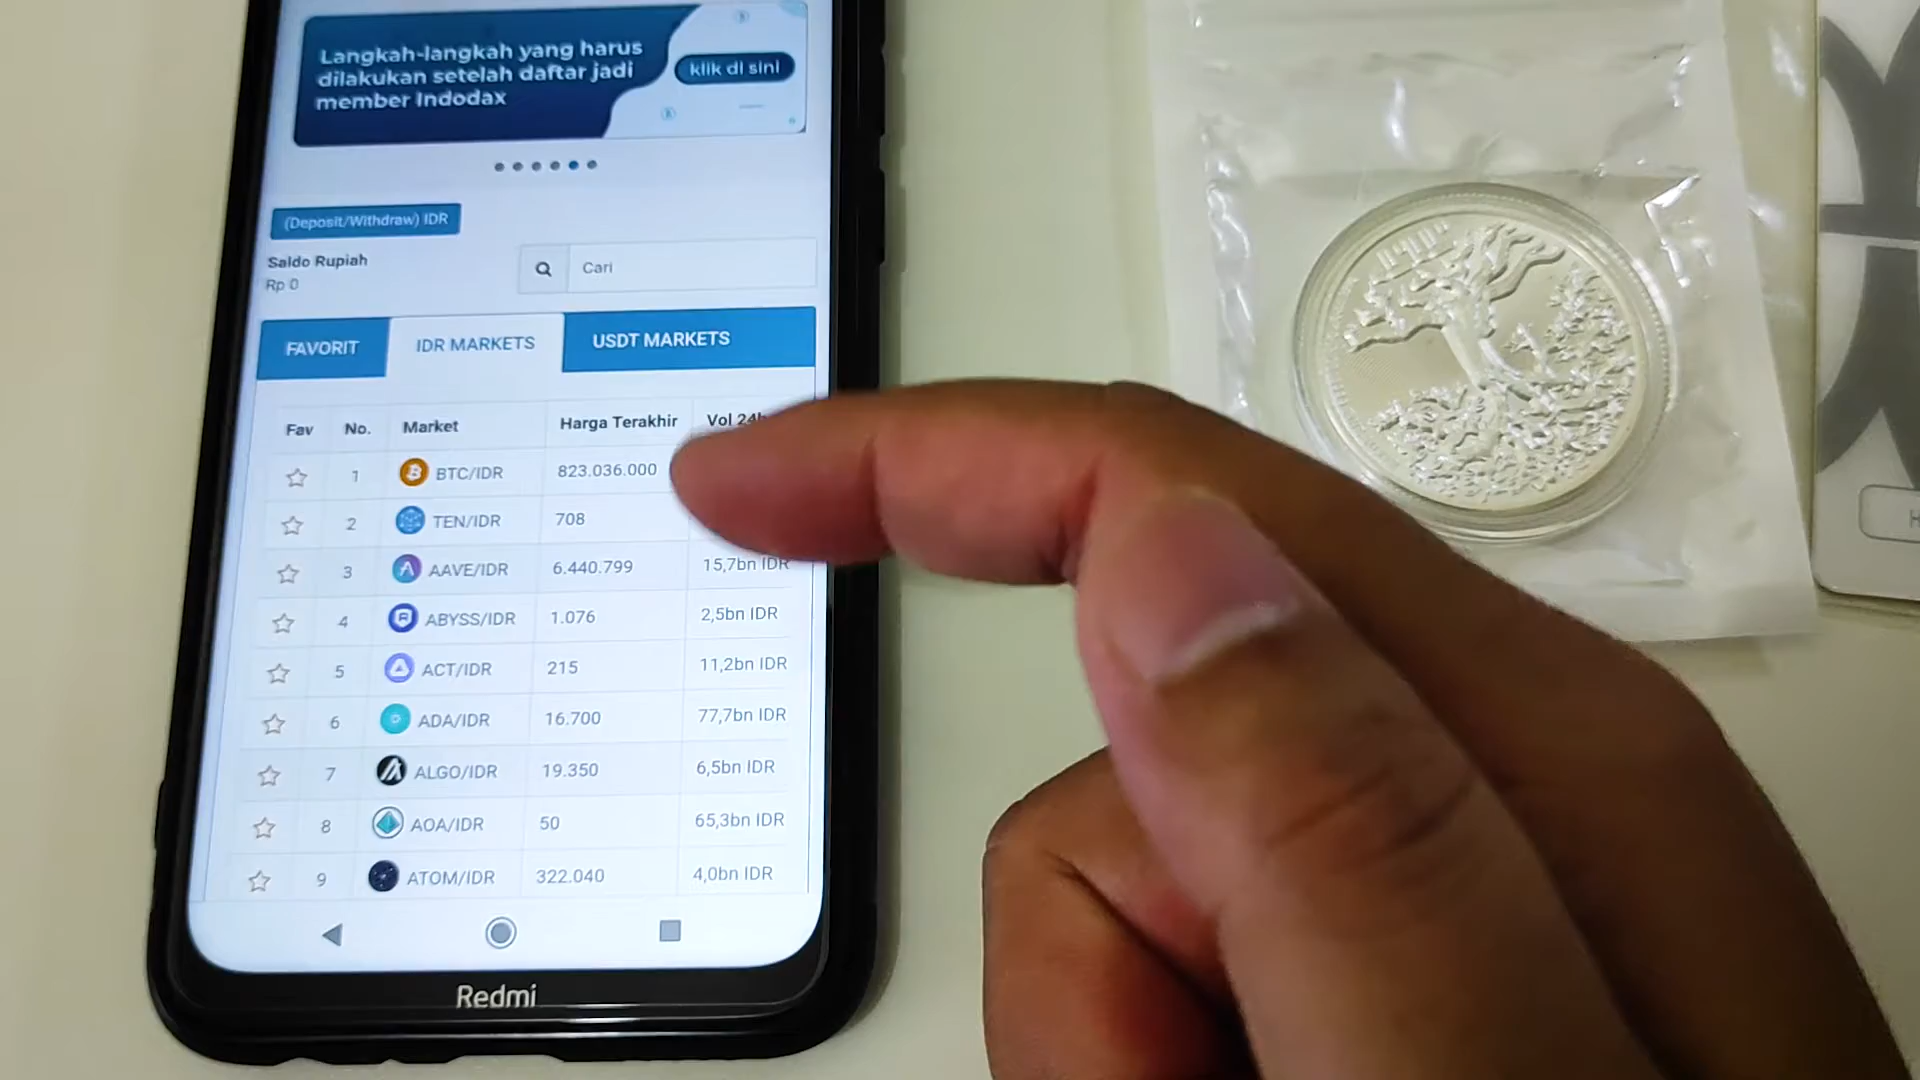 Langkah-langkah yang harus
dilakukan setelah daftar jadi
member Indodax
klik di sini
(Deposit/Withdraw) IDR
Saldo Rupiah
Rp 0
Cari
FAVORIT IDR MARKETS USDT MARKETS
Fav No. Market Harga Terakhir Vol 24h
1 BTC/IDR 823.036.000
2 TEN/IDR 708
3 AAVE/IDR 6.440.799 15,7bn IDR
4 ABYSS/IDR 1.076 2,5bn IDR
5 ACT/IDR 215 11,2bn IDR
6 ADA/IDR 16.700 77,7bn IDR
7 ALGO/IDR 19.350 6,5bn IDR
8 AOA/IDR 50 65,3bn IDR
9 ATOM/IDR 322.040 4,0bn IDR
Redmi